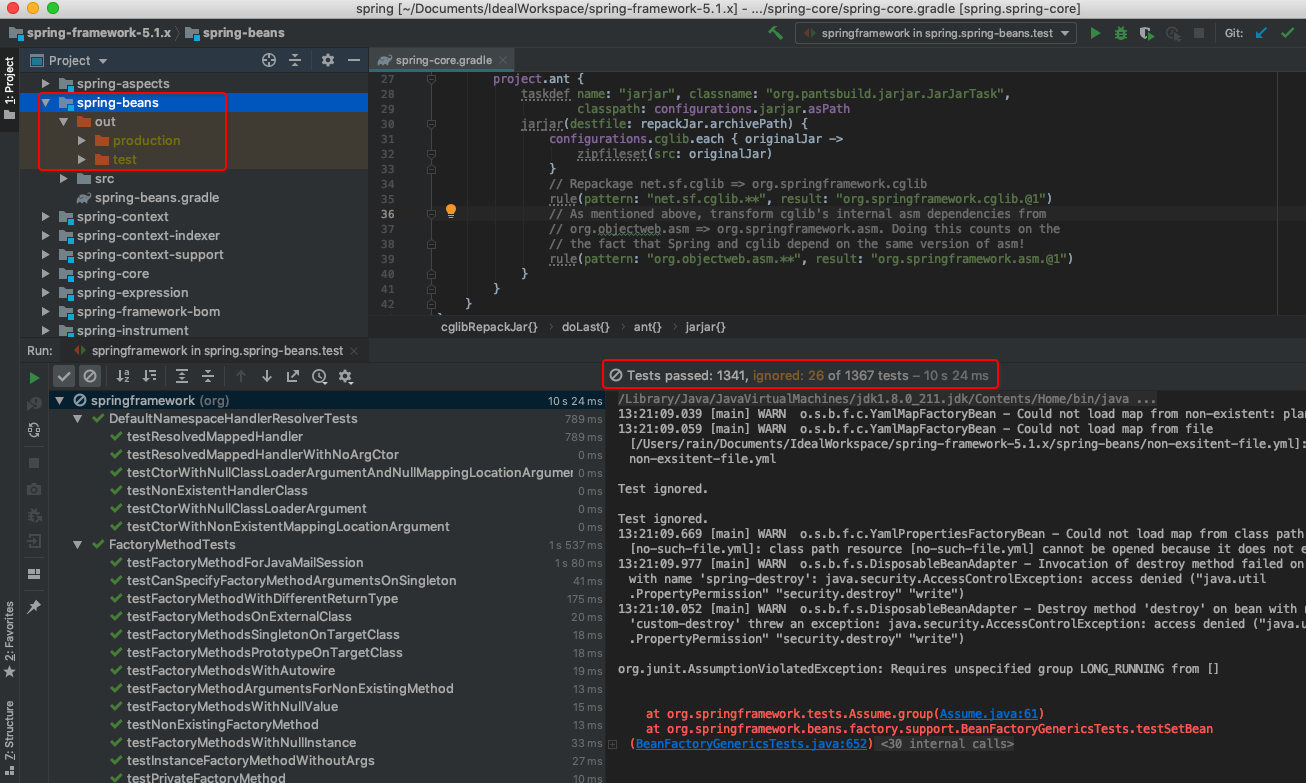 spring [~/Documents/IdealWorkspace/spring-framework-5.1.x] - .../spring-core/spring-core.gradle [spring.spring-core]
spring-framework-5.1.x
spring-beans
springframework in spring.spring-beans.test
Git:
1: Project
Project
spring-aspects
spring-beans
out
production
test
src
spring-beans.gradle
spring-context
spring-context-indexer
spring-context-support
spring-core
spring-expression
spring-framework-bom
spring-instrument
spring-core.gradle
27 project.ant {
28 taskdef name: "jarjar", classname: "org.pantsbuild.jarjar.JarJarTask",
29 classpath: configurations.jarjar.asPath
30 jarjar(destfile: repackJar.archivePath) {
31 configurations.cglib.each { originalJar ->
32 zipfileset(src: originalJar)
33 }
34 // Repackage net.sf.cglib => org.springframework.cglib
35 rule(pattern: "net.sf.cglib.**", result: "org.springframework.cglib.@1")
36 // As mentioned above, transform cglib's internal asm dependencies from
37 // org.objectweb.asm => org.springframework.asm. Doing this counts on the
38 // the fact that Spring and cglib depend on the same version of asm!
39 rule(pattern: "org.objectweb.asm.**", result: "org.springframework.asm.@1")
40 }
41 }
42 }
cglibRepackJar{} › doLast{} › ant{} › jarjar{}
Run: springframework in spring.spring-beans.test
Tests passed: 1341, ignored: 26 of 1367 tests – 10 s 24 ms
springframework (org) 10 s 24 ms
DefaultNamespaceHandlerResolverTests 789 ms
testResolvedMappedHandler 789 ms
testResolvedMappedHandlerWithNoArgCtor 0 ms
testCtorWithNullClassLoaderArgumentAndNullMappingLocationArgumen 0 ms
testNonExistentHandlerClass 0 ms
testCtorWithNullClassLoaderArgument 0 ms
testCtorWithNonExistentMappingLocationArgument 0 ms
FactoryMethodTests 1 s 537 ms
testFactoryMethodForJavaMailSession 1 s 80 ms
testCanSpecifyFactoryMethodArgumentsOnSingleton 41 ms
testFactoryMethodWithDifferentReturnType 175 ms
testFactoryMethodsOnExternalClass 20 ms
testFactoryMethodsSingletonOnTargetClass 18 ms
testFactoryMethodsPrototypeOnTargetClass 18 ms
testFactoryMethodsWithAutowire 19 ms
testFactoryMethodArgumentsForNonExistingMethod 13 ms
testFactoryMethodsWithNullValue 15 ms
testNonExistingFactoryMethod 13 ms
testFactoryMethodsWithNullInstance 33 ms
testInstanceFactoryMethodWithoutArgs 27 ms
testPrivateFactoryMethod 10 ms
/Library/Java/JavaVirtualMachines/jdk1.8.0_211.jdk/Contents/Home/bin/java ...
13:21:09.039 [main] WARN o.s.b.f.c.YamlMapFactoryBean – Could not load map from non-existent: plan
13:21:09.059 [main] WARN o.s.b.f.c.YamlMapFactoryBean – Could not load map from file
[/Users/rain/Documents/IdealWorkspace/spring-framework-5.1.x/spring-beans/non-exsitent-file.yml]:
non-exsitent-file.yml
Test ignored.
Test ignored.
13:21:09.669 [main] WARN o.s.b.f.c.YamlPropertiesFactoryBean – Could not load map from class path
[no-such-file.yml]: class path resource [no-such-file.yml] cannot be opened because it does not e
13:21:09.977 [main] WARN o.s.b.f.s.DisposableBeanAdapter – Invocation of destroy method failed on
with name 'spring-destroy': java.security.AccessControlException: access denied ("java.util
.PropertyPermission" "security.destroy" "write")
13:21:10.052 [main] WARN o.s.b.f.s.DisposableBeanAdapter – Destroy method 'destroy' on bean with n
'custom-destroy' threw an exception: java.security.AccessControlException: access denied ("java.u
.PropertyPermission" "security.destroy" "write")
org.junit.AssumptionViolatedException: Requires unspecified group LONG_RUNNING from []
at org.springframework.tests.Assume.group(Assume.java:61)
at org.springframework.beans.factory.support.BeanFactoryGenericsTests.testSetBean
(BeanFactoryGenericsTests.java:652) <30 internal calls>
2: Favorites
7: Structure